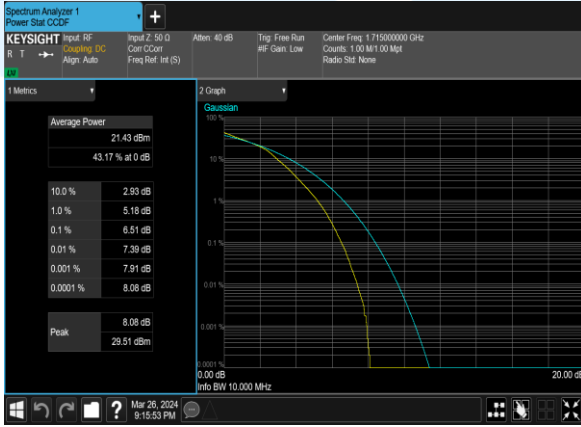 Spectrum Analyzer 1
Power Stat CCDF
+
KEYSIGHT
R T
LXI
Input: RF
Coupling: DC
Align: Auto
Input Z: 50 Ω
Corr CCorr
Freq Ref: Int (S)
Atten: 40 dB
Trig: Free Run
#IF Gain: Low
Center Freq: 1.715000000 GHz
Counts: 1.00 M/1.00 Mpt
Radio Std: None
1 Metrics
Average Power
21.43 dBm
43.17 % at 0 dB
10.0 % 2.93 dB
1.0 % 5.18 dB
0.1 % 6.51 dB
0.01 % 7.39 dB
0.001 % 7.91 dB
0.0001 % 8.08 dB
Peak
8.08 dB
29.51 dBm
2 Graph
Gaussian
100 %
10 %
1 %
0.1 %
0.01 %
0.001 %
0.0001 %
0.00 dB 20.00 dB
Info BW 10.000 MHz
?
Mar 26, 2024
9:15:53 PM